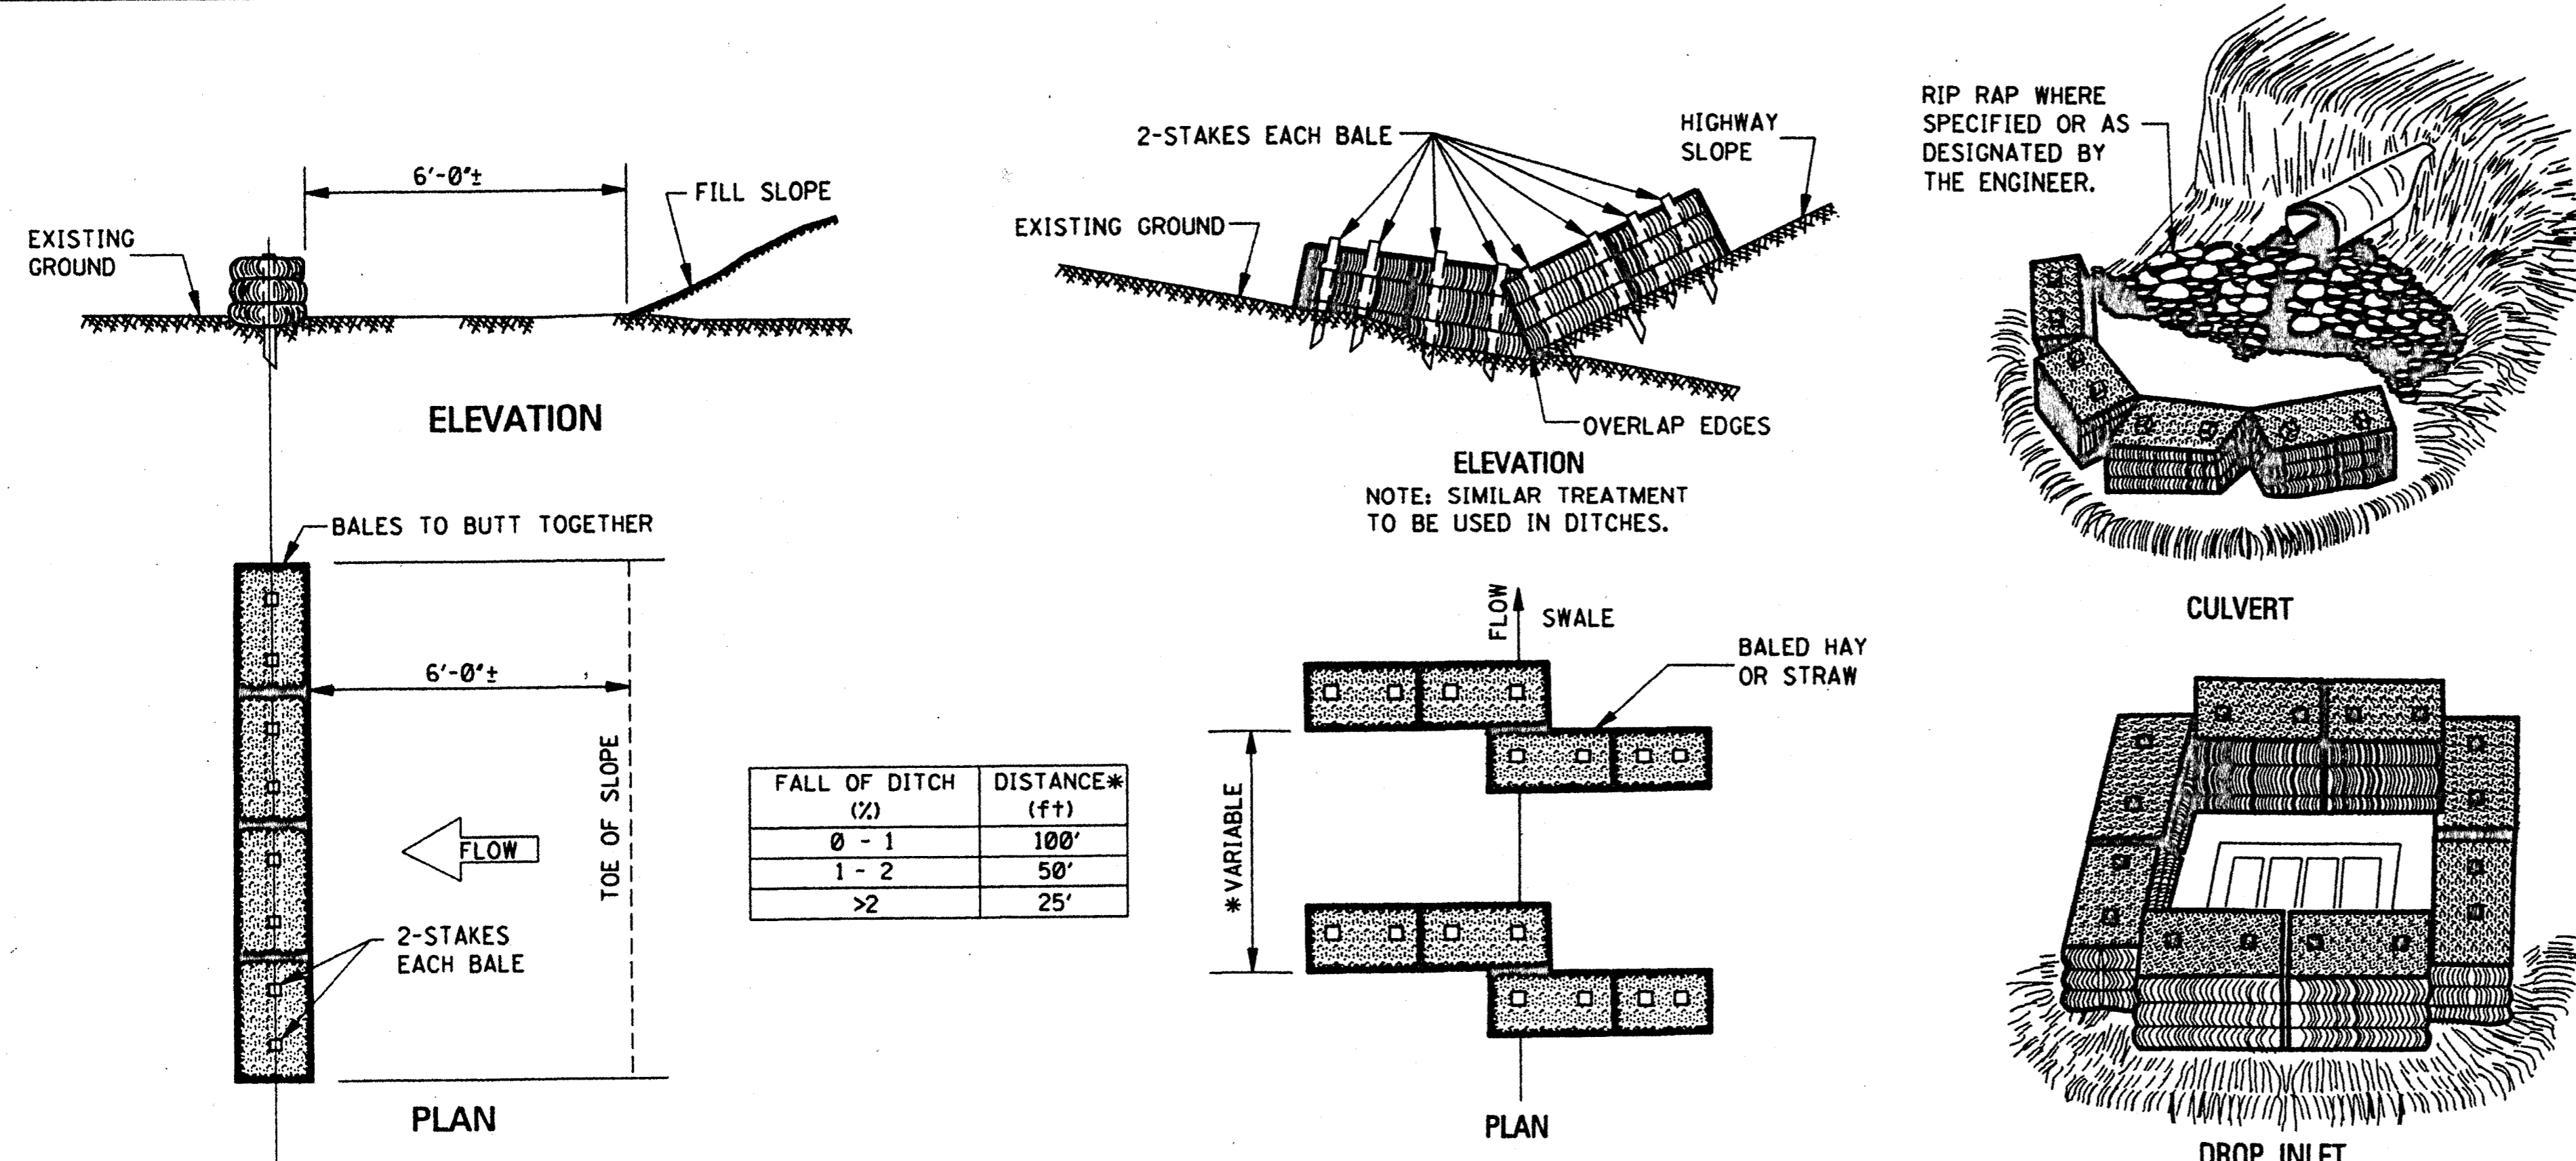 6'-0"±
FILL SLOPE
EXISTING
GROUND
ELEVATION
BALES TO BUTT TOGETHER
6'-0"±
TOE OF SLOPE
FLOW
2-STAKES
EACH BALE
PLAN
FALL OF DITCH
(%)
DISTANCE*
(ft)
0 - 1
100'
1 - 2
50'
>2
25'
2-STAKES EACH BALE
HIGHWAY
SLOPE
EXISTING GROUND
OVERLAP EDGES
ELEVATION
NOTE: SIMILAR TREATMENT
TO BE USED IN DITCHES.
FLOW
SWALE
BALED HAY
OR STRAW
*VARIABLE
PLAN
RIP RAP WHERE
SPECIFIED OR AS
DESIGNATED BY
THE ENGINEER.
CULVERT
DROP INLET